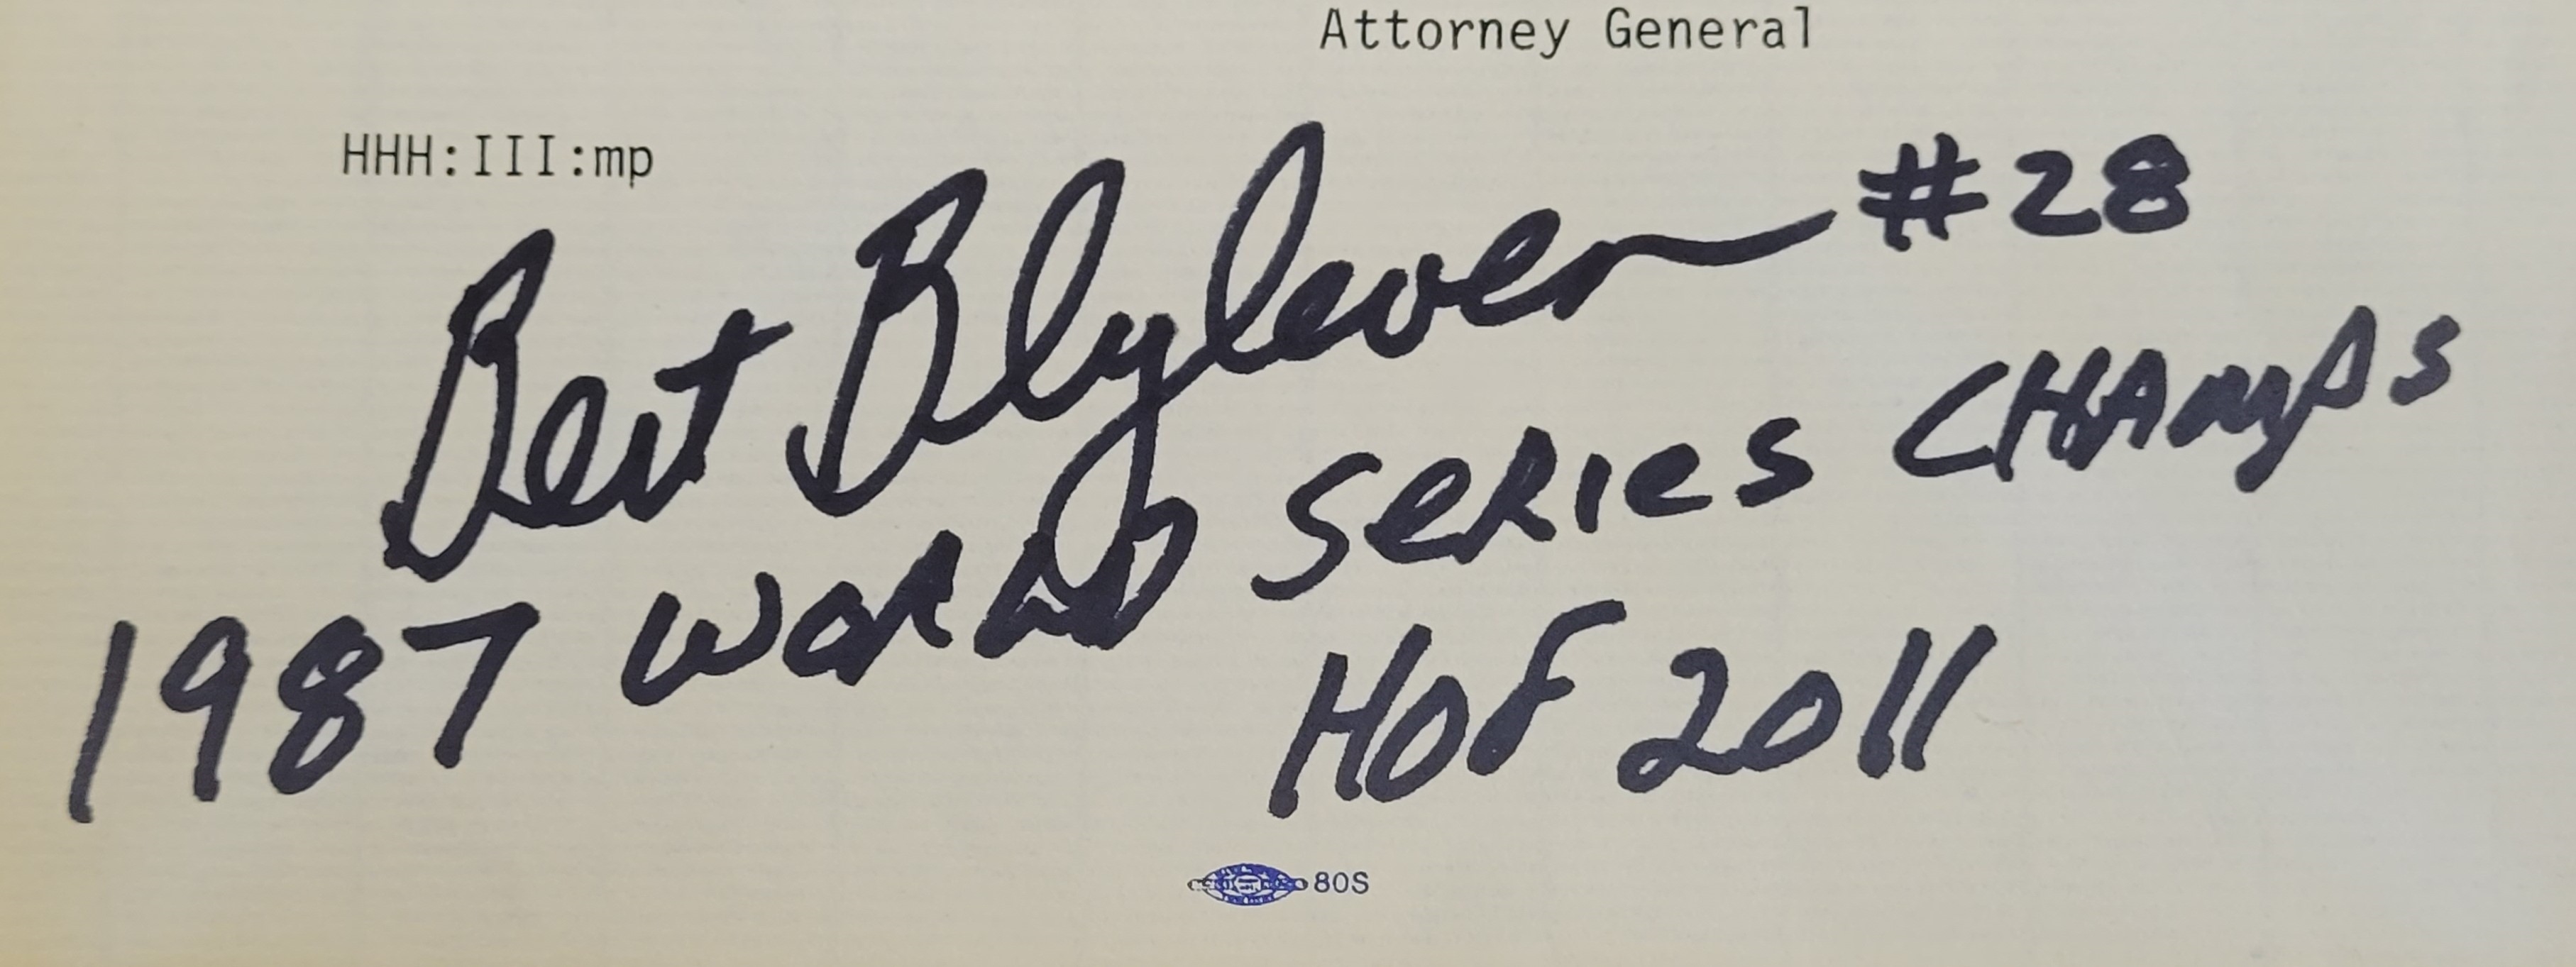 Attorney General
HHH:III:mp
Bert Blyleven #28
1987 WORLD SERIES CHAMPS
HOF 2011
80S